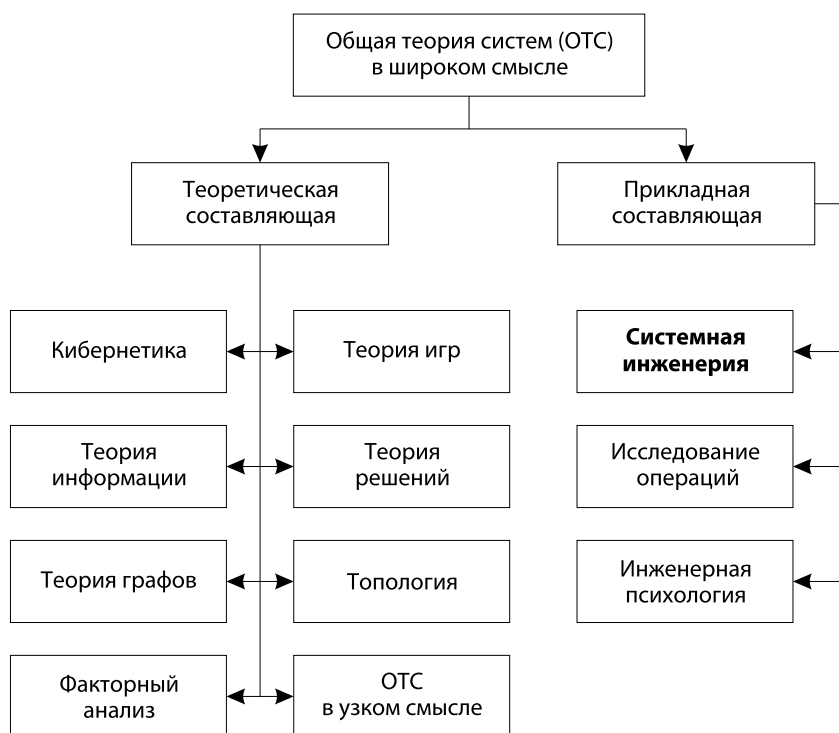 Общая теория систем (ОТС)
в широком смысле
Теоретическая
составляющая
Прикладная
составляющая
Кибернетика
Теория игр
Системная
инженерия
Теория
информации
Теория
решений
Исследование
операций
Теория графов
Топология
Инженерная
психология
Факторный
анализ
ОТС
в узком смысле